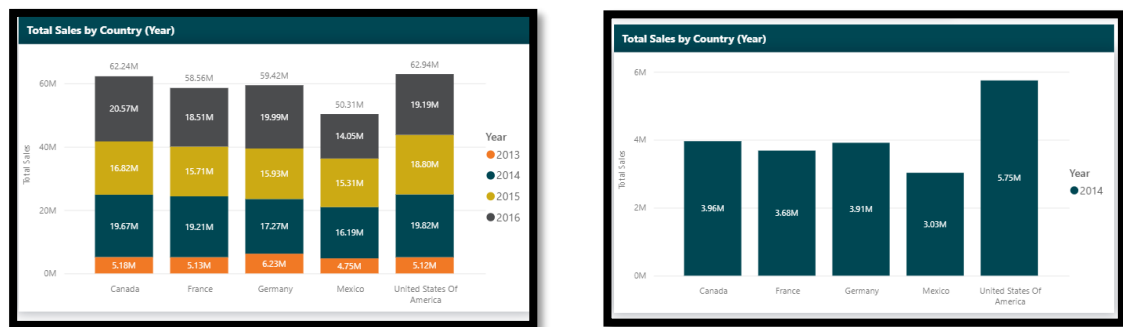 Total Sales by Country (Year)
62.24M
58.56M
59.42M
50.31M
62.94M
60M
40M
20M
0M
Total Sales
20.57M
18.51M
19.99M
14.05M
19.19M
16.82M
15.71M
15.93M
15.31M
18.80M
19.67M
19.21M
17.27M
16.19M
19.82M
5.18M
5.13M
6.23M
4.75M
5.12M
Canada
France
Germany
Mexico
United States Of
America
Year
2013
2014
2015
2016
Total Sales by Country (Year)
6M
4M
2M
0M
Total Sales
3.96M
3.68M
3.91M
3.03M
5.75M
Canada
France
Germany
Mexico
United States Of
America
Year
2014